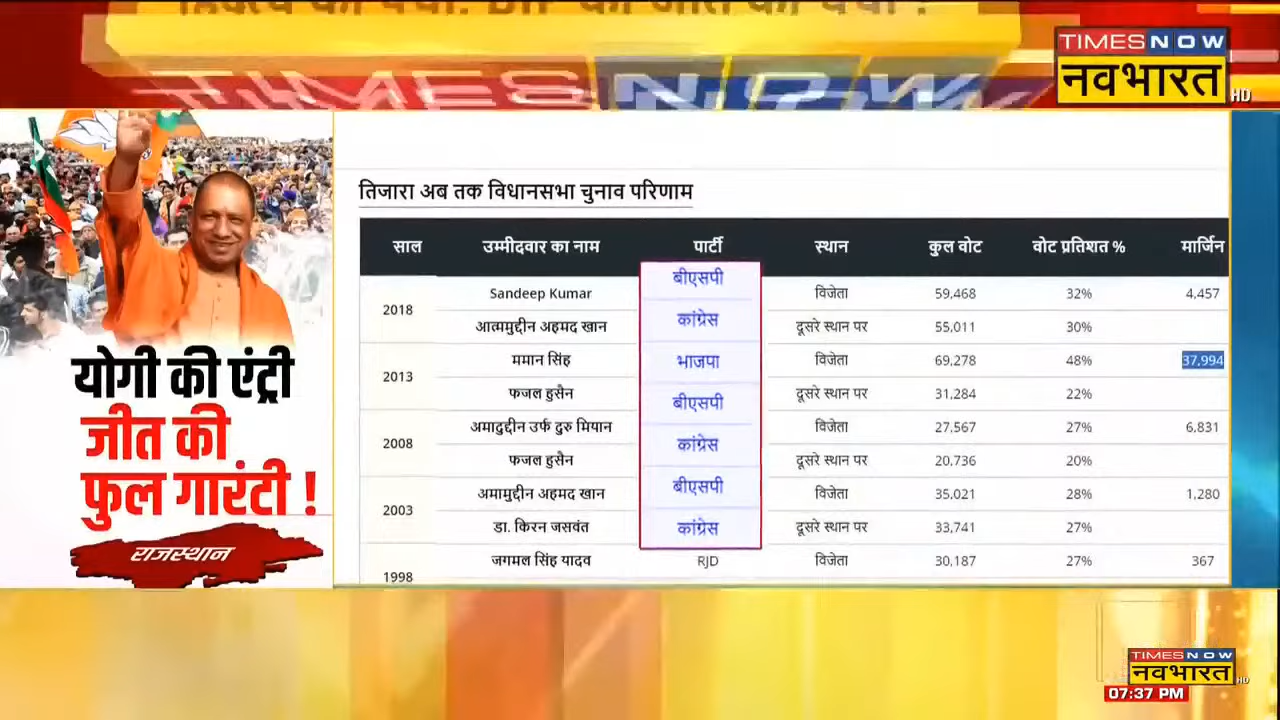 TIMES NOW
नवभारत
HD
तिजारा अब तक विधानसभा चुनाव परिणाम
साल उम्मीदवार का नाम पार्टी स्थान कुल वोट वोट प्रतिशत % मार्जिन
2018 Sandeep Kumar बीएसपी विजेता 59,468 32% 4,457
आत्ममुद्दीन अहमद खान कांग्रेस दूसरे स्थान पर 55,011 30%
2013 ममान सिंह भाजपा विजेता 69,278 48% 37,994
फजल हुसैन बीएसपी दूसरे स्थान पर 31,284 22%
2008 अमादुद्दीन उर्फ दुरु मियान कांग्रेस विजेता 27,567 27% 6,831
फजल हुसैन बीएसपी दूसरे स्थान पर 20,736 20%
2003 अमामुद्दीन अहमद खान कांग्रेस विजेता 35,021 28% 1,280
डा. किरन जसवंत दूसरे स्थान पर 33,741 27%
1998 जगमल सिंह यादव RJD विजेता 30,187 27% 367
योगी की एंट्री
जीत की
फुल गारंटी !
राजस्थान
TIMES NOW
नवभारत
HD
07:37 PM